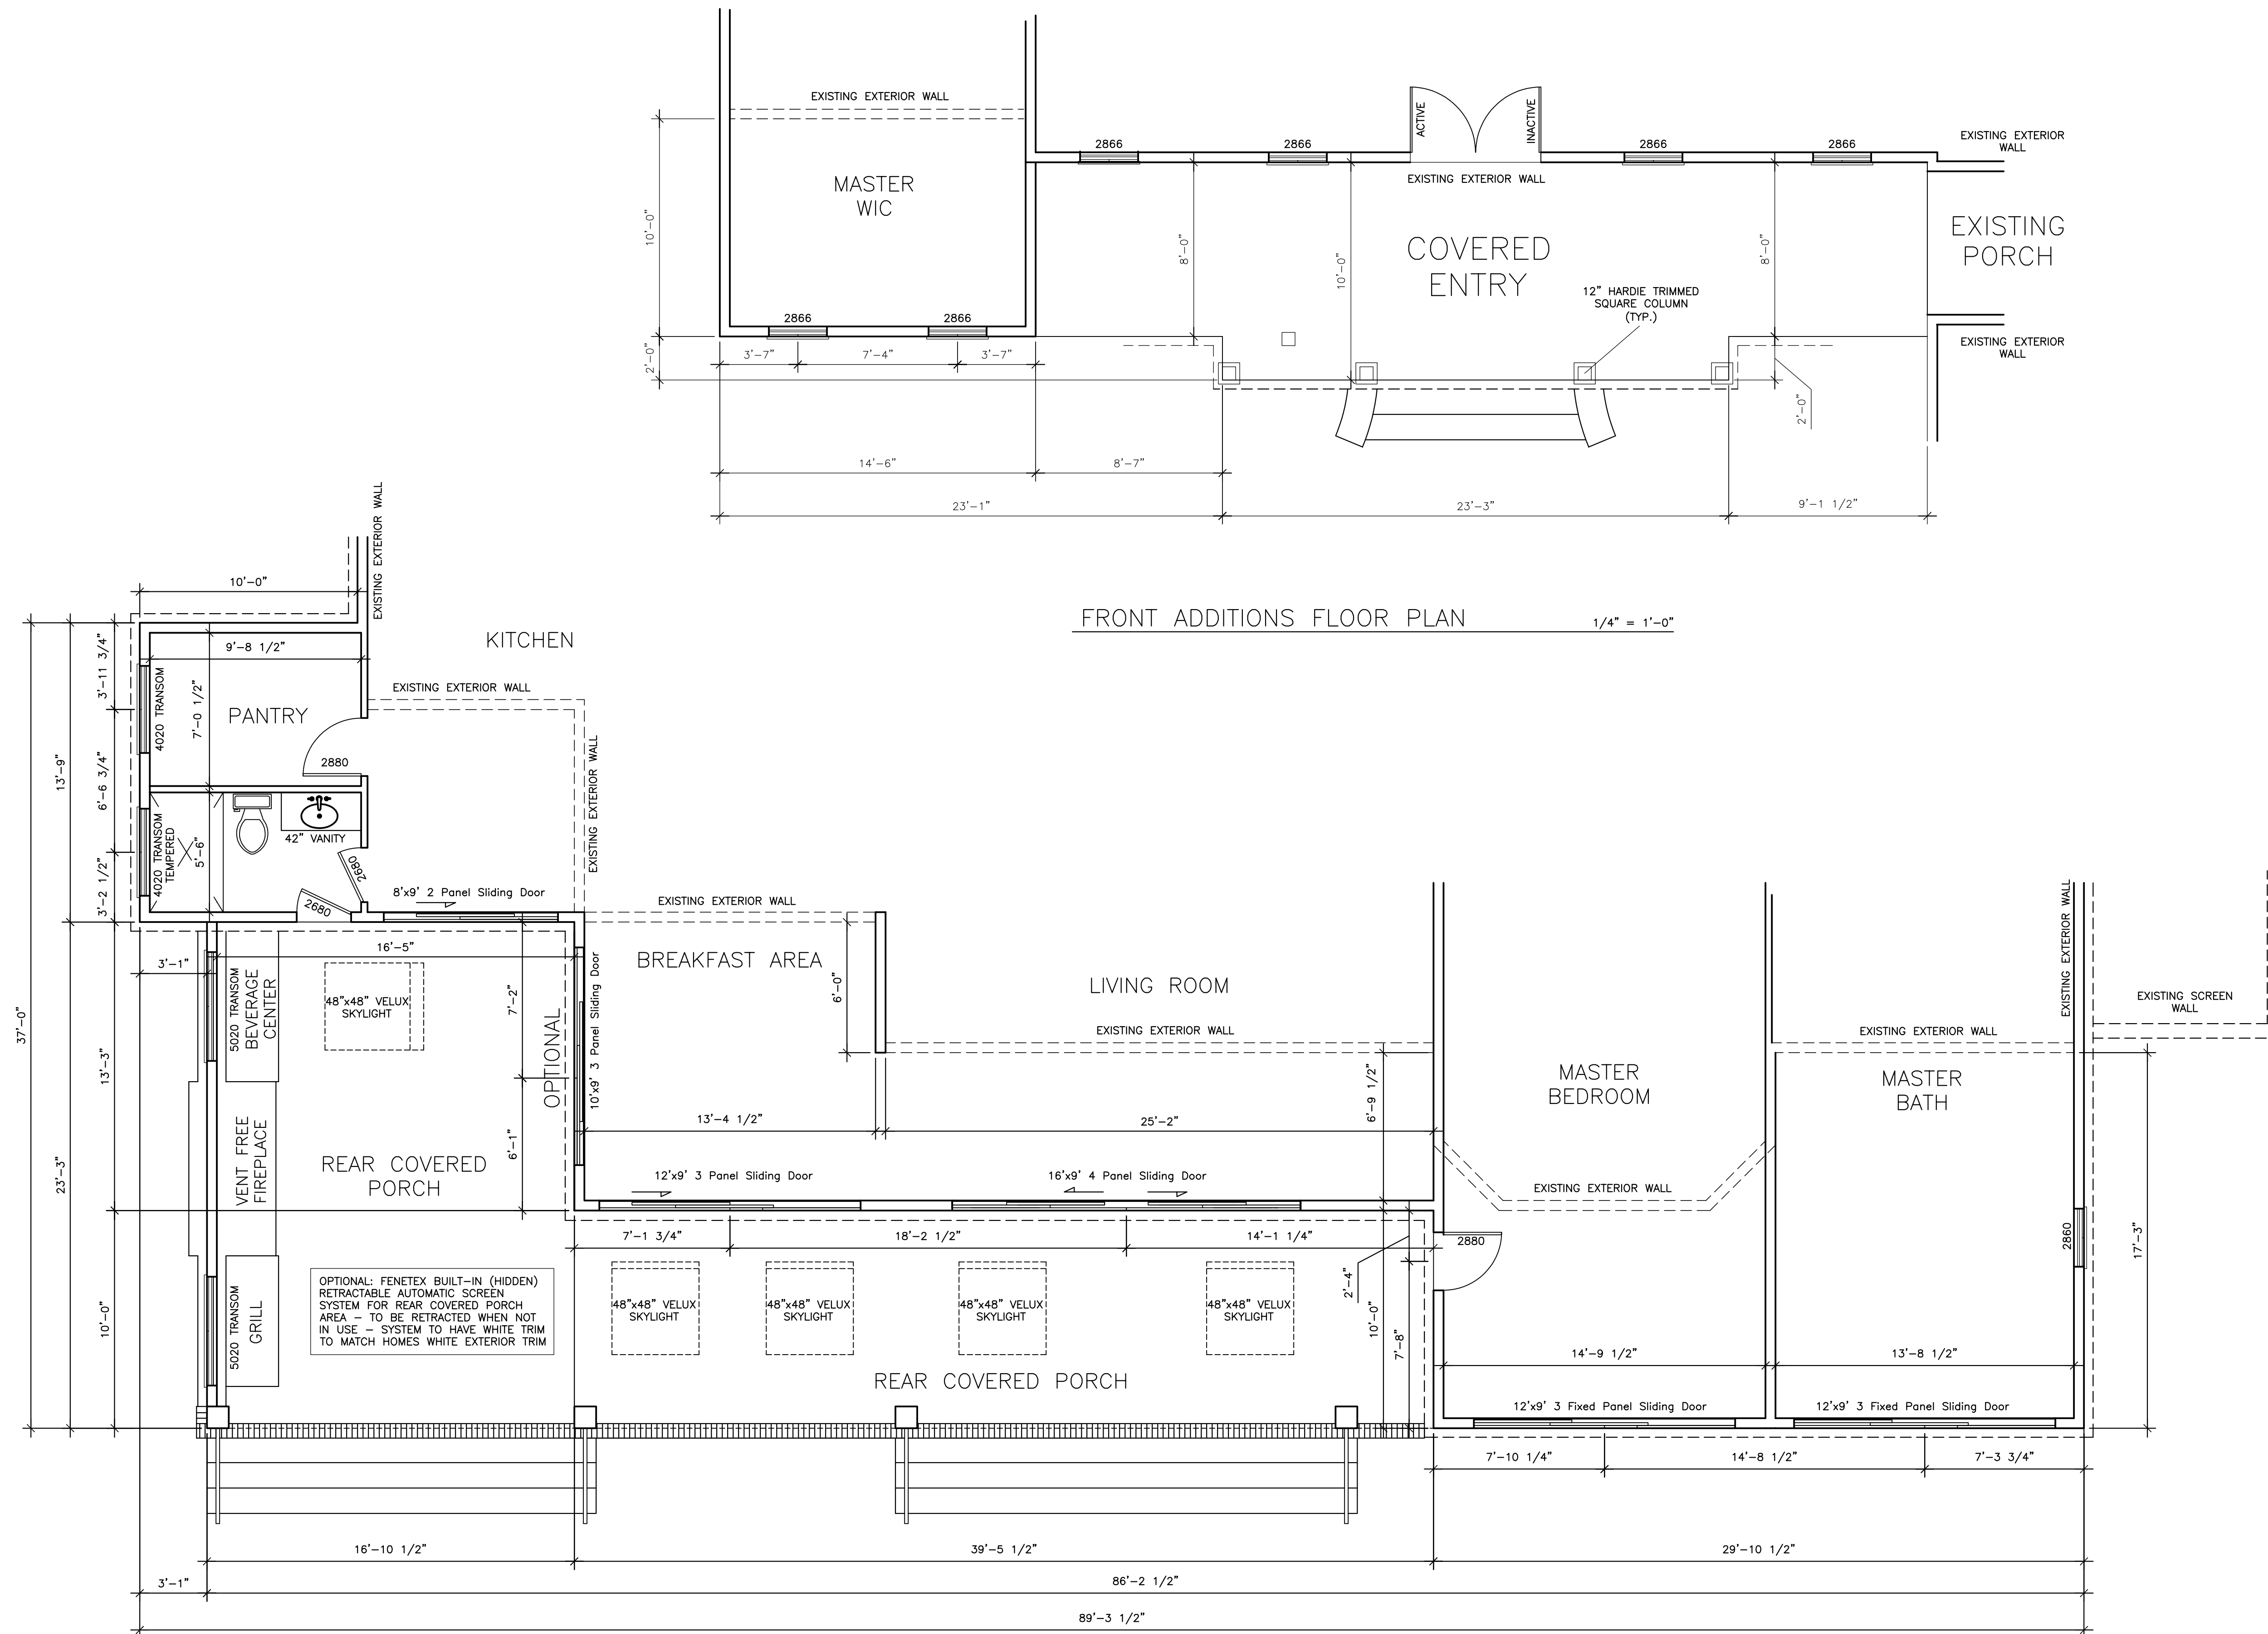 EXISTING EXTERIOR WALL
ACTIVE
INACTIVE
2866
2866
2866
2866
EXISTING EXTERIOR
WALL
EXISTING EXTERIOR WALL
MASTER
WIC
10'-0"
8'-0"
10'-0"
8'-0"
COVERED
ENTRY
EXISTING
PORCH
12" HARDIE TRIMMED
SQUARE COLUMN
(TYP.)
2866
2866
EXISTING EXTERIOR
WALL
2'-0"
3'-7"
7'-4"
3'-7"
2'-0"
14'-6"
8'-7"
23'-1"
23'-3"
9'-1 1/2"
FRONT ADDITIONS FLOOR PLAN
1/4" = 1'-0"
EXISTING EXTERIOR WALL
10'-0"
KITCHEN
9'-8 1/2"
EXISTING EXTERIOR WALL
3'-11 3/4"
4020 TRANSOM
7'-0 1/2"
PANTRY
2880
EXISTING EXTERIOR WALL
13'-9"
6'-6 3/4"
4020 TRANSOM
TEMPERED
5'-6"
42" VANITY
2680
2680
3'-2 1/2"
8'x9' 2 Panel Sliding Door
EXISTING EXTERIOR WALL
16'-5"
3'-1"
5020 TRANSOM
BEVERAGE
CENTER
48"x48" VELUX
SKYLIGHT
7'-2"
OPTIONAL
10'x9' 3 Panel Sliding Door
BREAKFAST AREA
6'-0"
LIVING ROOM
EXISTING EXTERIOR WALL
EXISTING EXTERIOR WALL
EXISTING EXTERIOR WALL
EXISTING SCREEN
WALL
37'-0"
13'-3"
MASTER
BEDROOM
MASTER
BATH
6'-9 1/2"
13'-4 1/2"
25'-2"
6'-1"
23'-3"
VENT FREE
FIREPLACE
REAR COVERED
PORCH
12'x9' 3 Panel Sliding Door
16'x9' 4 Panel Sliding Door
EXISTING EXTERIOR WALL
7'-1 3/4"
18'-2 1/2"
14'-1 1/4"
2880
2860
17'-3"
2'-4"
10'-0"
5020 TRANSOM
GRILL
OPTIONAL: FENETEX BUILT-IN (HIDDEN)
RETRACTABLE AUTOMATIC SCREEN
SYSTEM FOR REAR COVERED PORCH
AREA - TO BE RETRACTED WHEN NOT
IN USE - SYSTEM TO HAVE WHITE TRIM
TO MATCH HOMES WHITE EXTERIOR TRIM
48"x48" VELUX
SKYLIGHT
48"x48" VELUX
SKYLIGHT
48"x48" VELUX
SKYLIGHT
48"x48" VELUX
SKYLIGHT
10'-0"
7'-8"
REAR COVERED PORCH
14'-9 1/2"
13'-8 1/2"
12'x9' 3 Fixed Panel Sliding Door
12'x9' 3 Fixed Panel Sliding Door
7'-10 1/4"
14'-8 1/2"
7'-3 3/4"
16'-10 1/2"
39'-5 1/2"
29'-10 1/2"
3'-1"
86'-2 1/2"
89'-3 1/2"